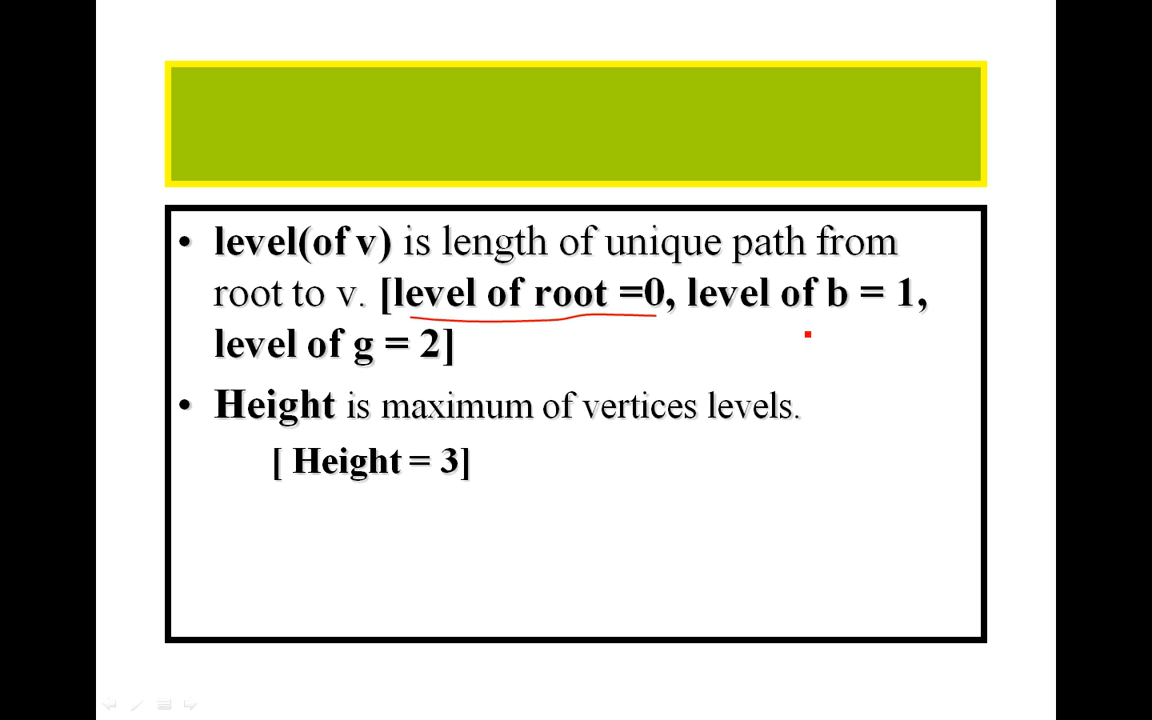 • level(of v) is length of unique path from
root to v. [level of root =0, level of b = 1,
level of g = 2]
• Height is maximum of vertices levels.
[ Height = 3]